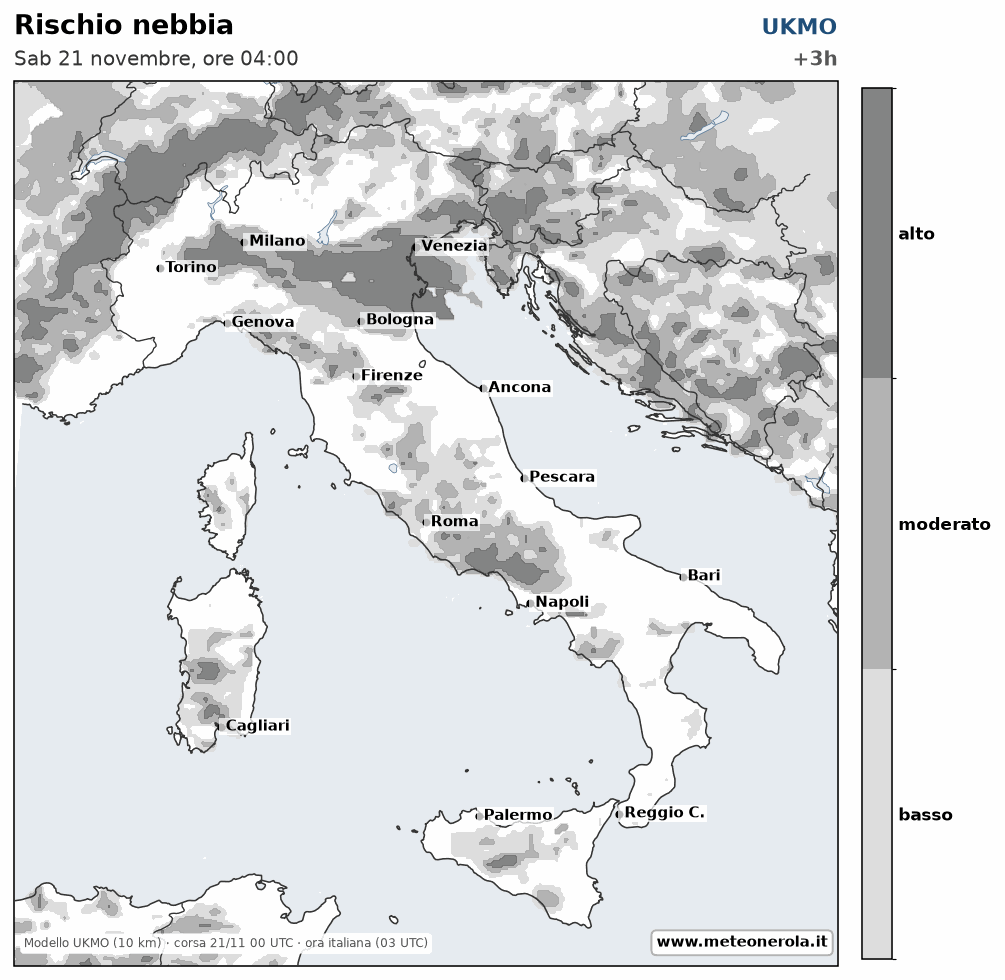 Rischio nebbia
UKMO
Sab 21 novembre, ore 04:00
+3h
Milano
Venezia
Torino
Genova
Bologna
Firenze
Ancona
Pescara
Roma
Bari
Napoli
Cagliari
Palermo
Reggio C.
alto
moderato
basso
Modello UKMO (10 km) · corsa 21/11 00 UTC · ora italiana (03 UTC)
www.meteonerola.it